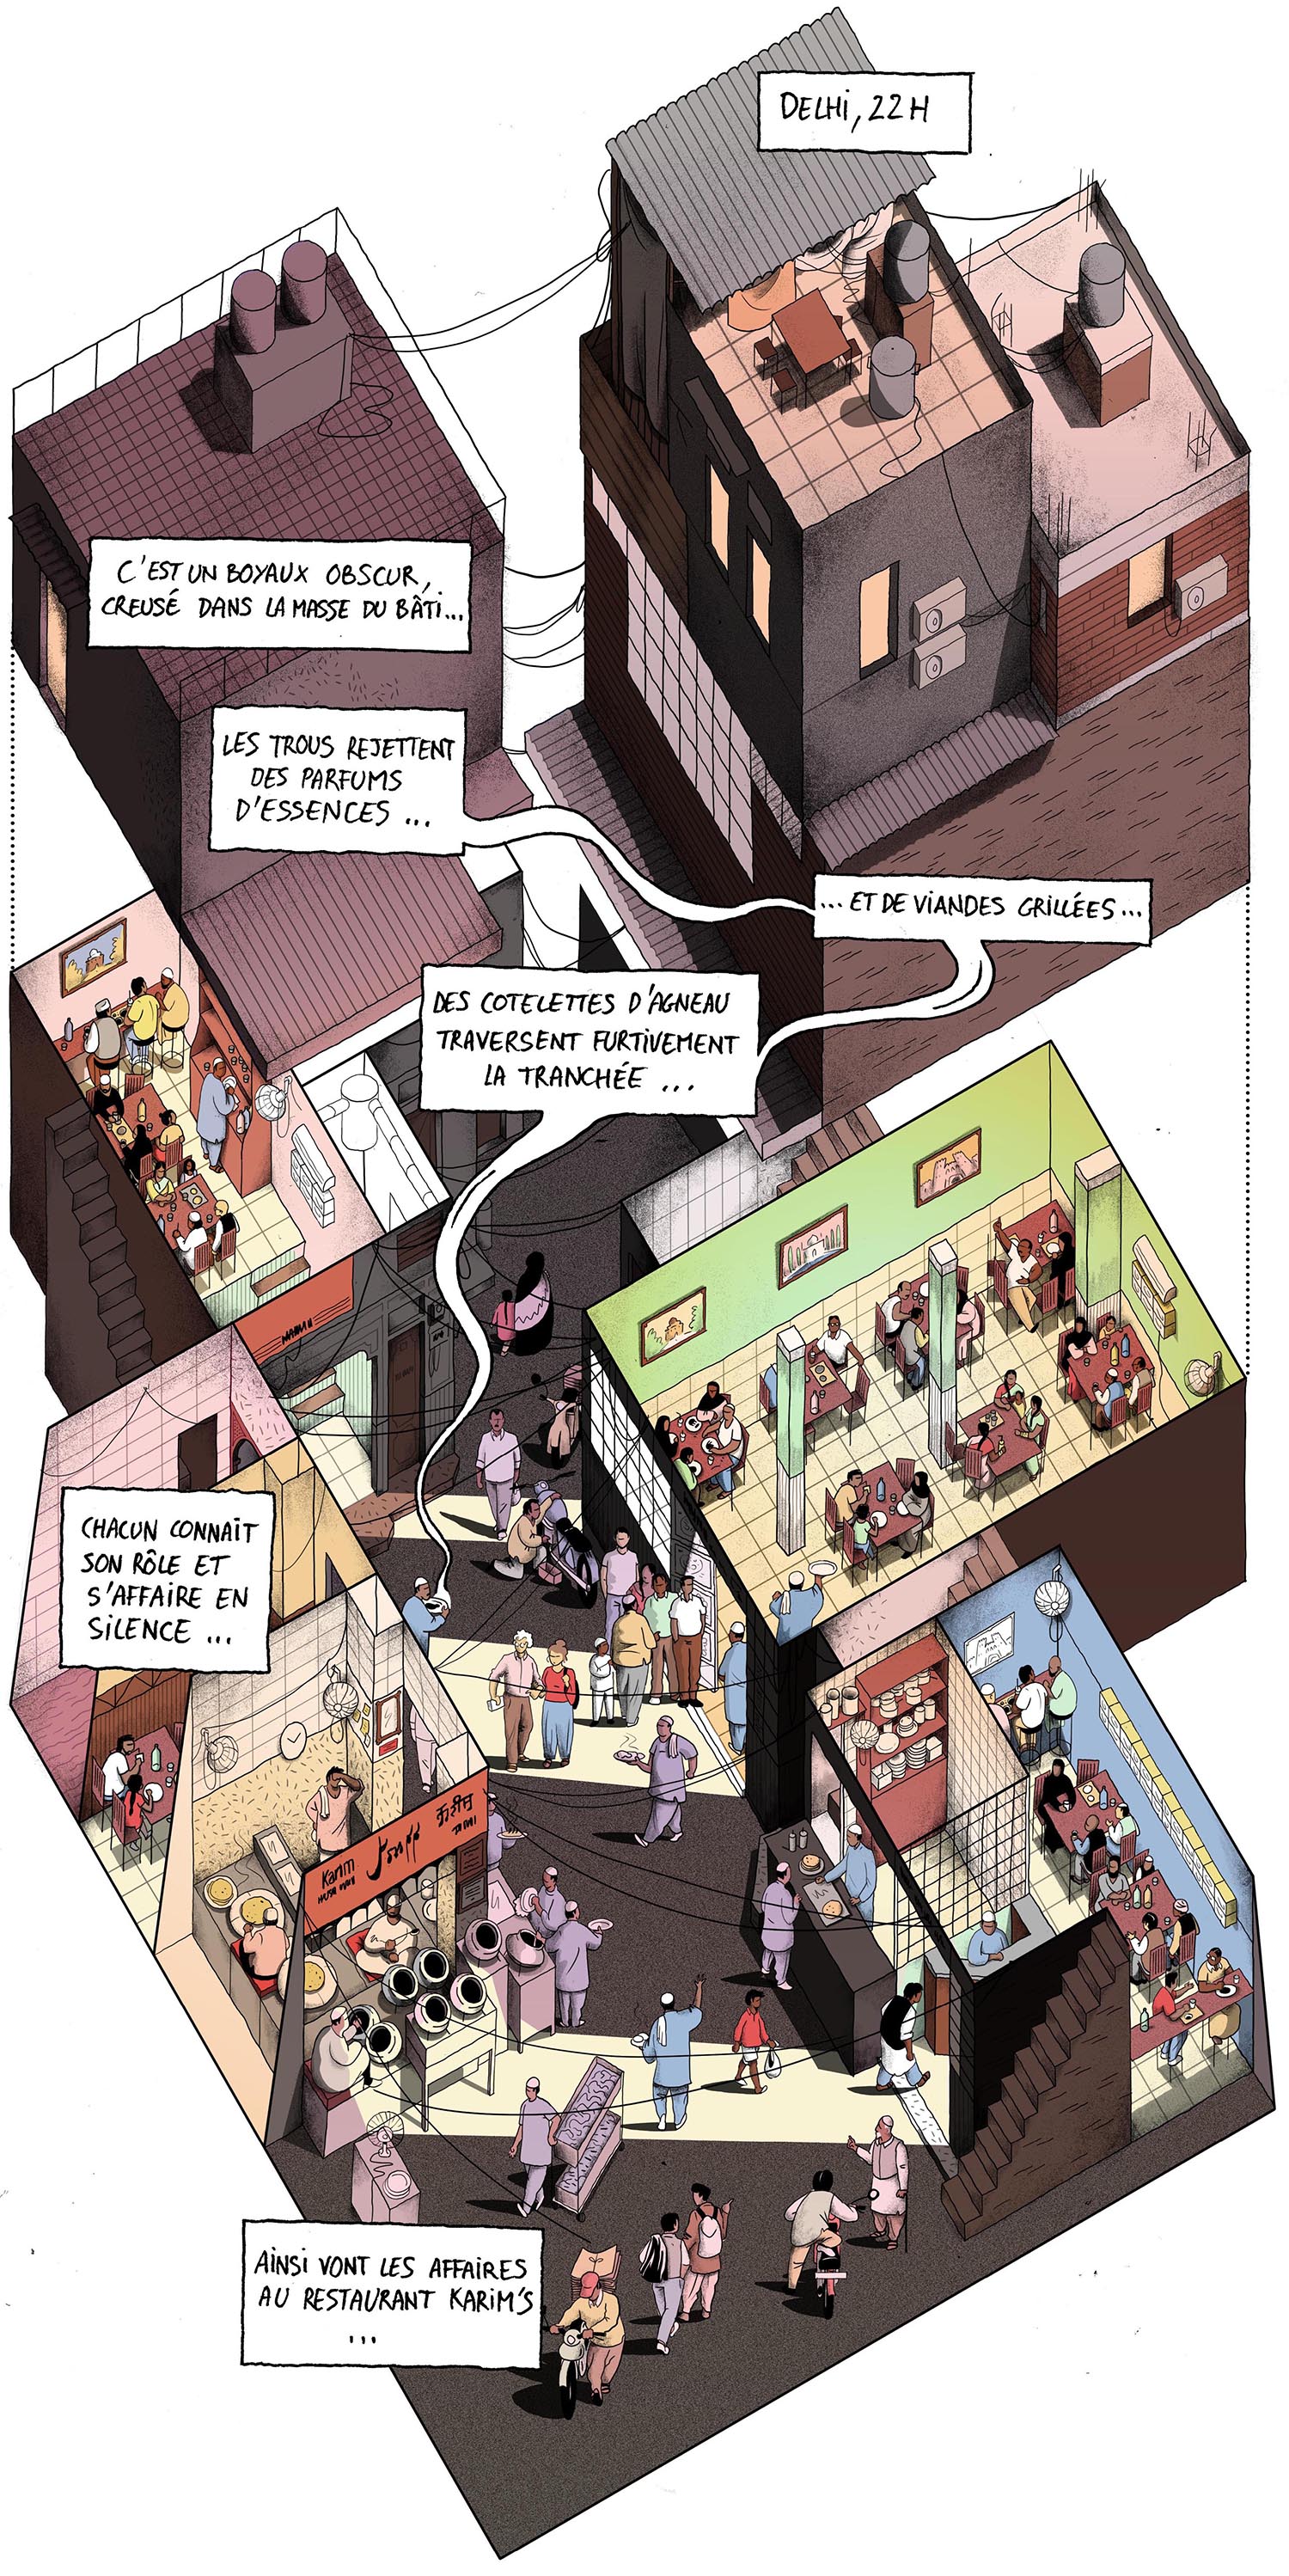 DELHI, 22H
C'EST UN BOYAUX OBSCUR,
CREUSÉ DANS LA MASSE DU BÂTI...
LES TROUS REJETTENT
DES PARFUMS
D'ESSENCES ...
... ET DE VIANDES GRILLÉES ...
DES COTELETTES D'AGNEAU
TRAVERSENT FURTIVEMENT
LA TRANCHÉE ...
CHACUN CONNAIT
SON RÔLE ET
S'AFFAIRE EN
SILENCE ...
Karim
AINSI VONT LES AFFAIRES
AU RESTAURANT KARIM'S
...